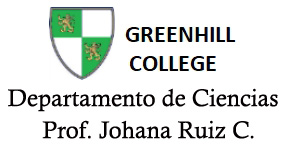 GREENHILL
COLLEGE
Departamento de Ciencias
Prof. Johana Ruiz C.